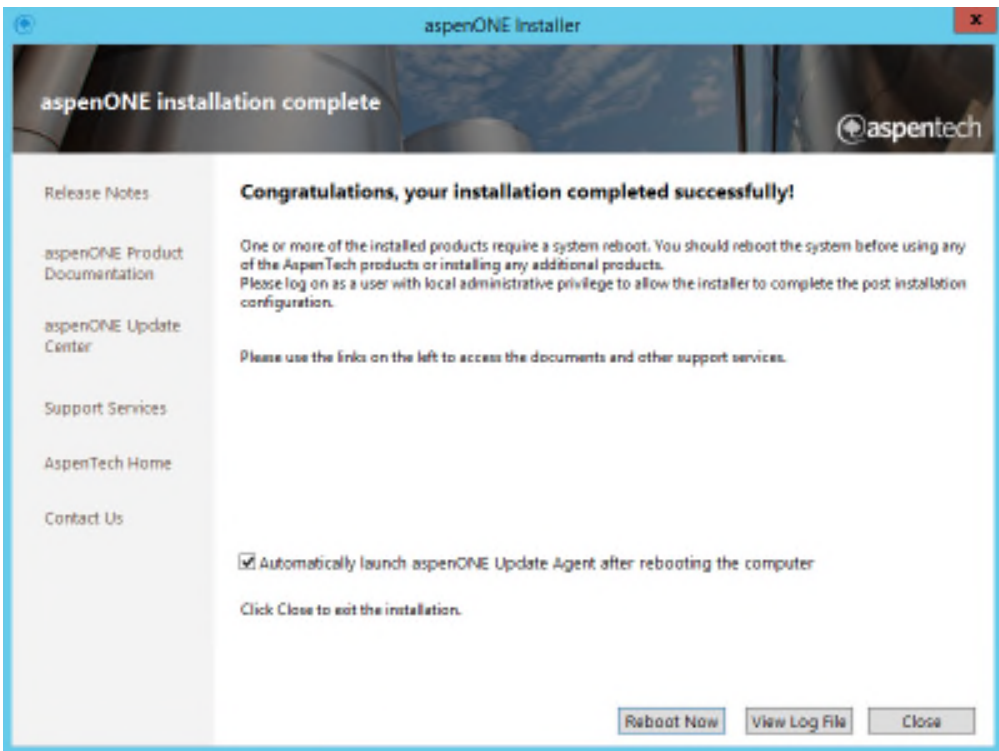 aspenONE Installer
x
aspenONE installation complete
aspentech
Release Notes
aspenONE Product
Documentation
aspenONE Update
Center
Support Services
AspenTech Home
Contact Us
Congratulations, your installation completed successfully!
One or more of the installed products require a system reboot. You should reboot the system before using any
of the AspenTech products or installing any additional products.
Please log on as a user with local administrative privilege to allow the installer to complete the post installation
configuration.
Please use the links on the left to access the documents and other support services.
Automatically launch aspenONE Update Agent after rebooting the computer
Click Close to exit the installation.
Reboot Now
View Log File
Close